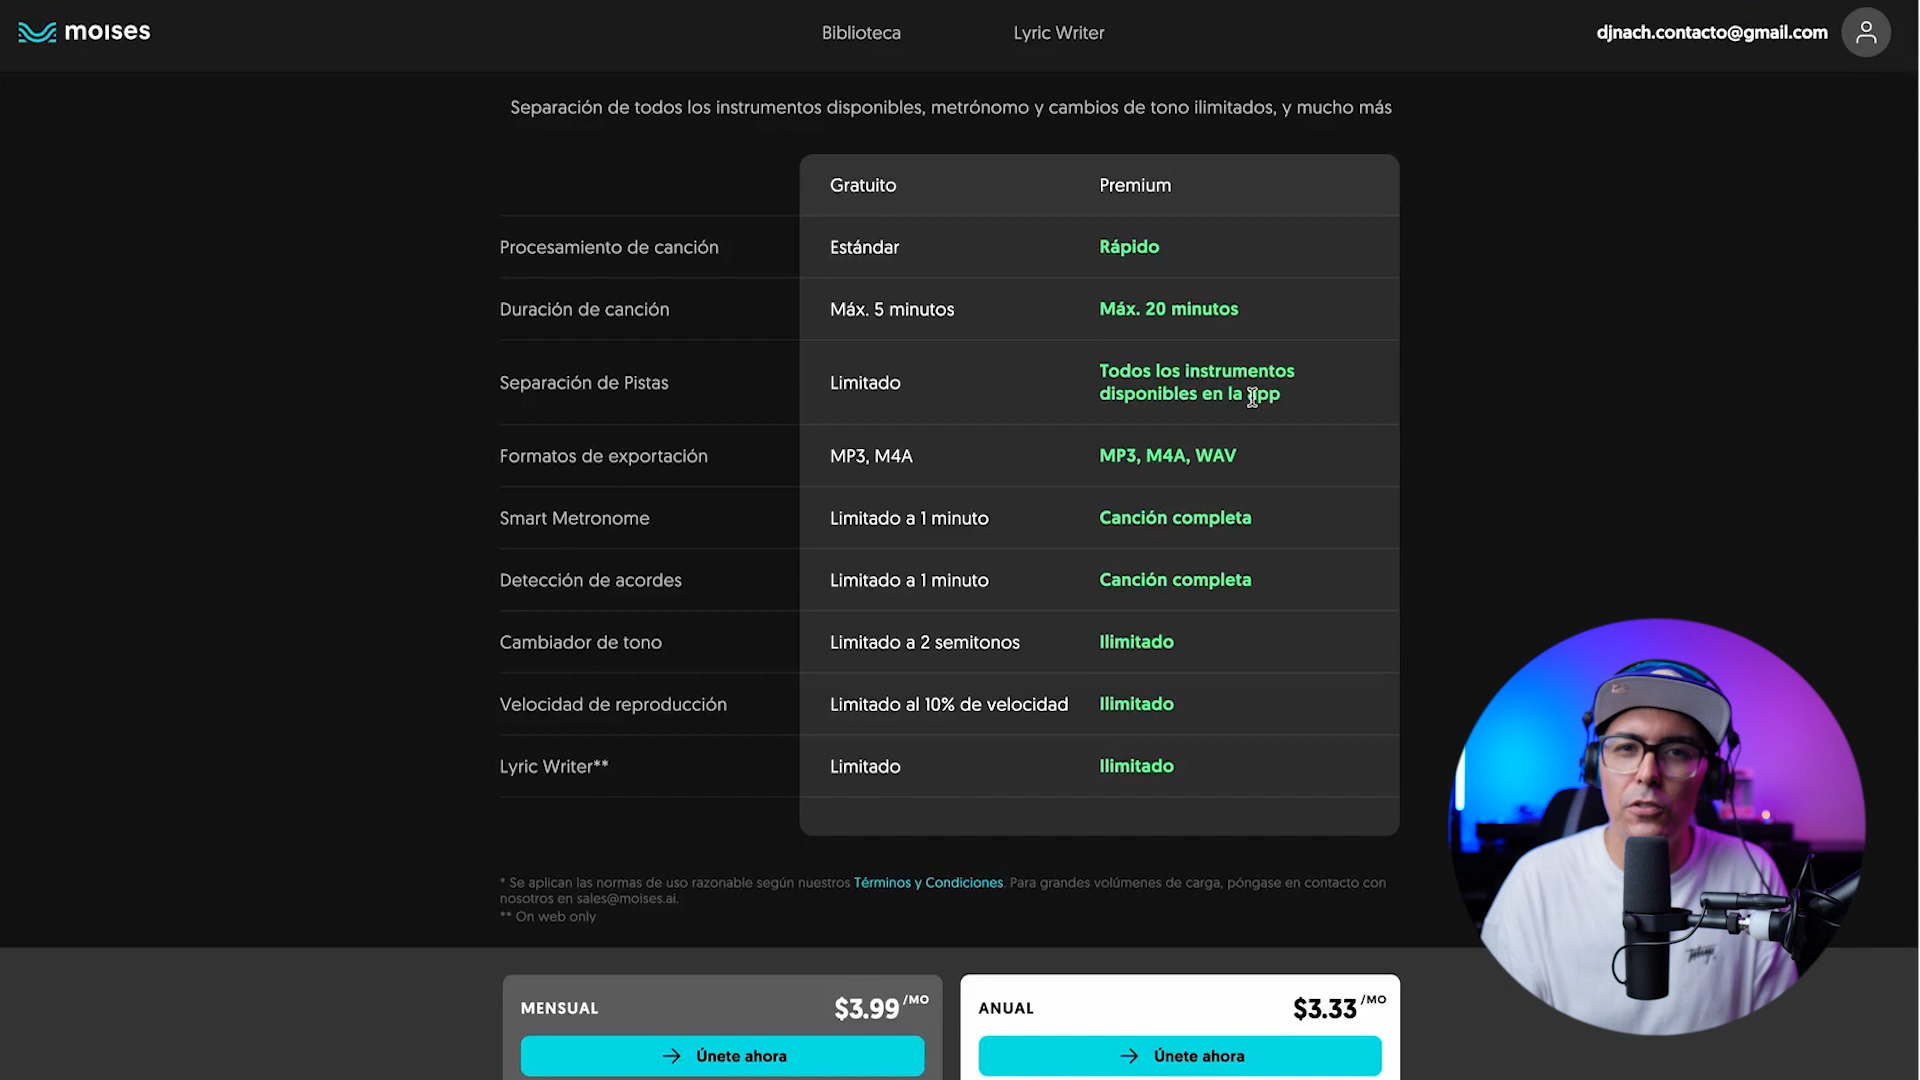 moises
Biblioteca
Lyric Writer
djnach.contacto@gmail.com
Separación de todos los instrumentos disponibles, metrónomo y cambios de tono ilimitados, y mucho más
Gratuito
Premium
Procesamiento de canción
Estándar
Rápido
Duración de canción
Máx. 5 minutos
Máx. 20 minutos
Separación de Pistas
Limitado
Todos los instrumentos
disponibles en la app
Formatos de exportación
MP3, M4A
MP3, M4A, WAV
Smart Metronome
Limitado a 1 minuto
Canción completa
Detección de acordes
Limitado a 1 minuto
Canción completa
Cambiador de tono
Limitado a 2 semitonos
Ilimitado
Velocidad de reproducción
Limitado al 10% de velocidad
Ilimitado
Lyric Writer**
Limitado
Ilimitado
* Se aplican las normas de uso razonable según nuestros Términos y Condiciones. Para grandes volúmenes de carga, póngase en contacto con
nosotros en sales@moises.ai.
** On web only
MENSUAL
$3.99 /MO
→ Únete ahora
ANUAL
$3.33 /MO
→ Únete ahora